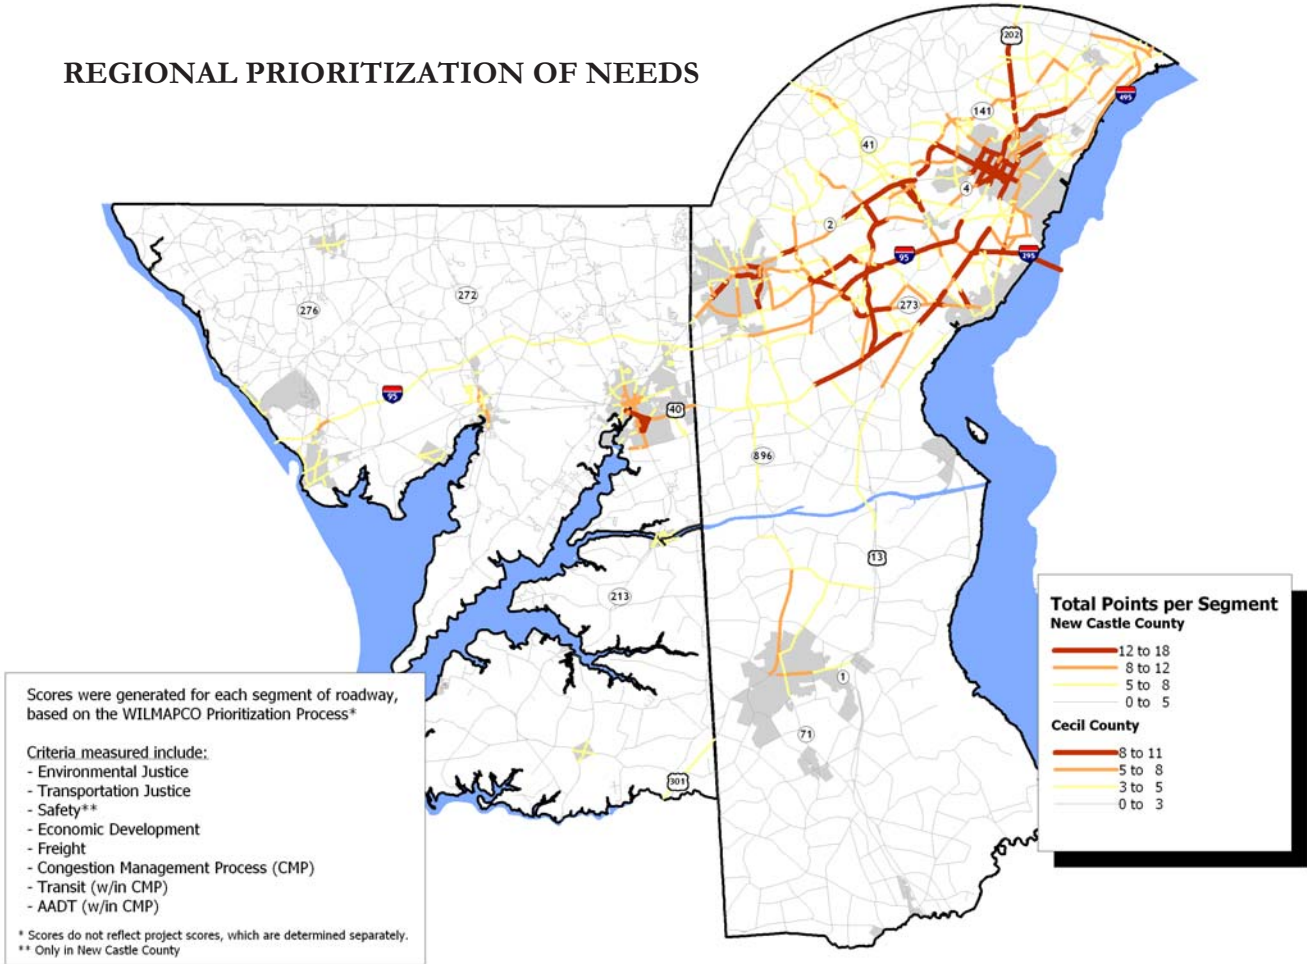 REGIONAL PRIORITIZATION OF NEEDS
202
495
141
41
4
2
95
295
272
276
273
95
40
896
13
213
1
71
301
Total Points per Segment
New Castle County
12 to 18
8 to 12
5 to 8
0 to 5
Cecil County
8 to 11
5 to 8
3 to 5
0 to 3
Scores were generated for each segment of roadway,
based on the WILMAPCO Prioritization Process*
Criteria measured include:
- Environmental Justice
- Transportation Justice
- Safety**
- Economic Development
- Freight
- Congestion Management Process (CMP)
- Transit (w/in CMP)
- AADT (w/in CMP)
* Scores do not reflect project scores, which are determined separately.
** Only in New Castle County